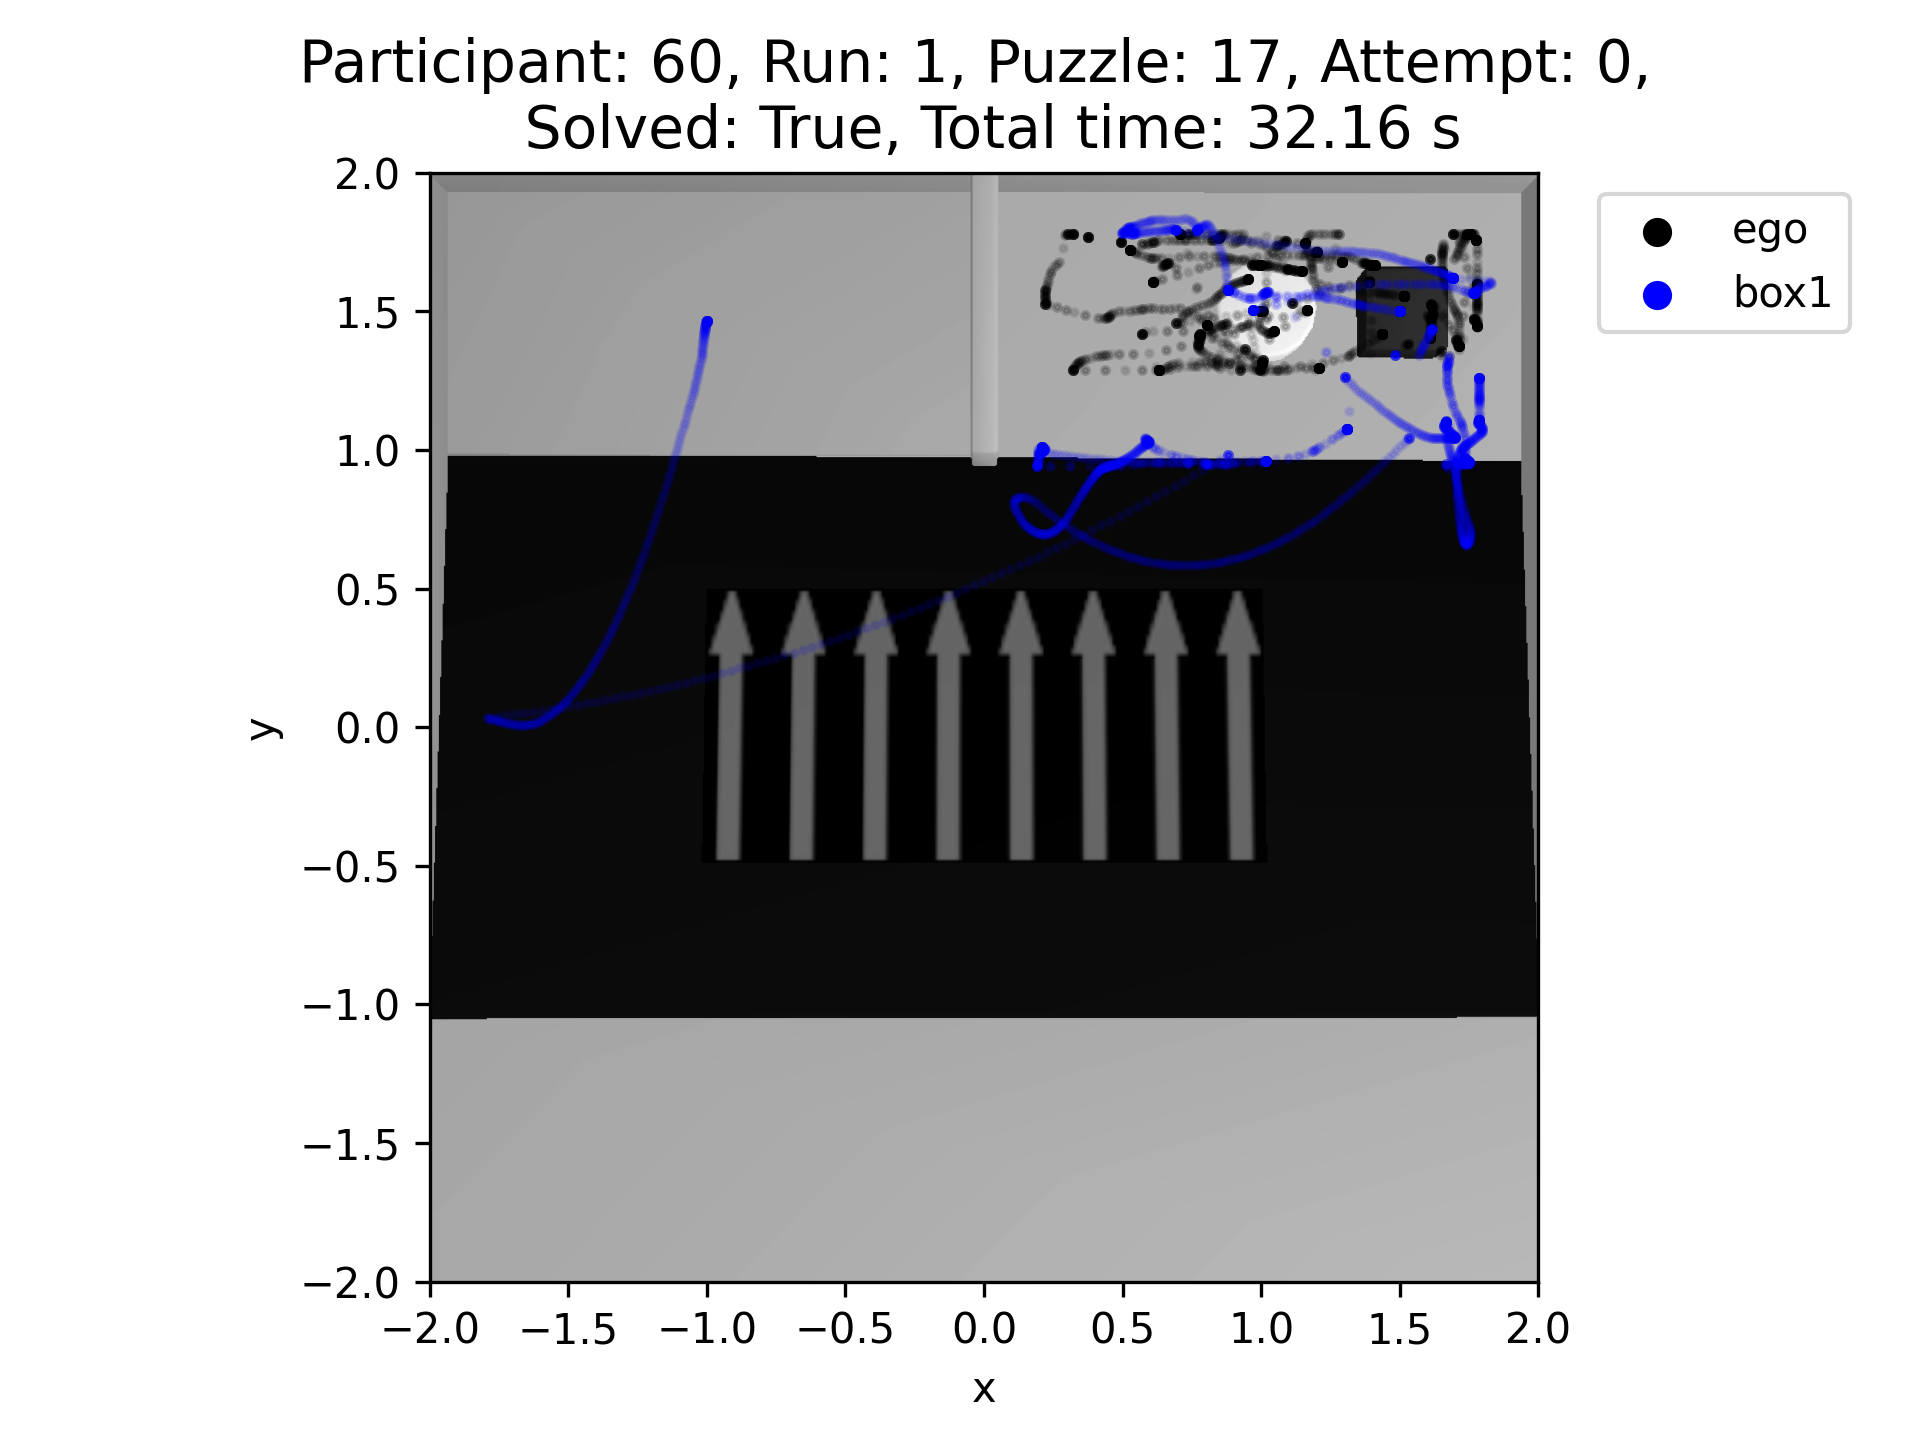 Participant: 60, Run: 1, Puzzle: 17, Attempt: 0,
Solved: True, Total time: 32.16 s
2.0
1.5
1.0
0.5
0.0
−0.5
−1.0
−1.5
−2.0
y
−2.0 −1.5 −1.0 −0.5 0.0 0.5 1.0 1.5 2.0
x
ego
box1